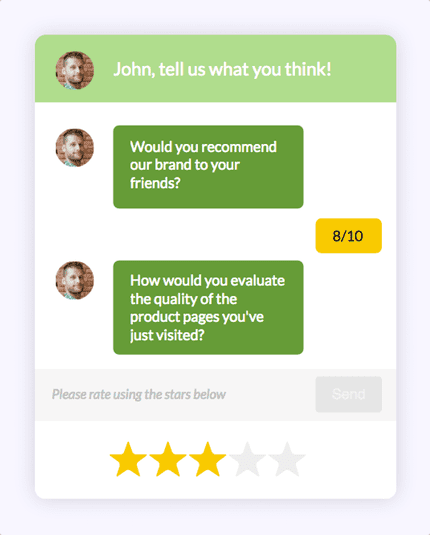 John, tell us what you think!
Would you recommend
our brand to your
friends?
8/10
How would you evaluate
the quality of the
product pages you've
just visited?
Please rate using the stars below
Send